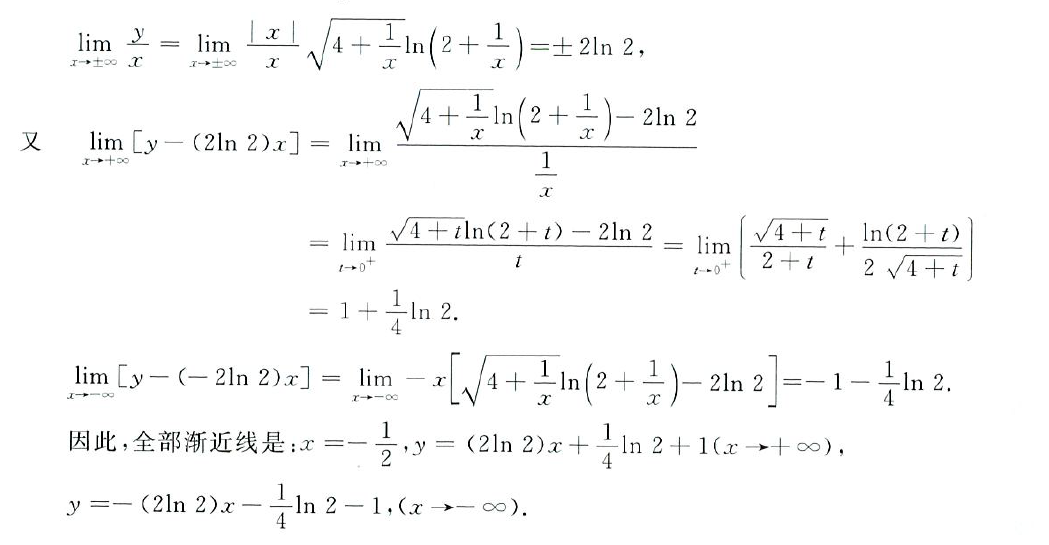 lim_{x→±∞} y/x = lim_{x→±∞} |x|/x √(4 + 1/x) ln(2 + 1/x) = ±2ln 2,
又 lim_{x→+∞} [y − (2ln 2)x] = lim_{x→+∞} (√(4 + 1/x) ln(2 + 1/x) − 2ln 2)/(1/x)
= lim_{t→0⁺} (√(4 + t) ln(2 + t) − 2ln 2)/t = lim_{t→0⁺} [√(4 + t)/(2 + t) + ln(2 + t)/(2√(4 + t))]
= 1 + 1/4 ln 2.
lim_{x→−∞} [y − (−2ln 2)x] = lim_{x→−∞} −x[√(4 + 1/x) ln(2 + 1/x) − 2ln 2] = −1 − 1/4 ln 2.
因此,全部渐近线是:x = −1/2, y = (2ln 2)x + 1/4 ln 2 + 1(x→+∞),
y = −(2ln 2)x − 1/4 ln 2 − 1,(x→−∞).